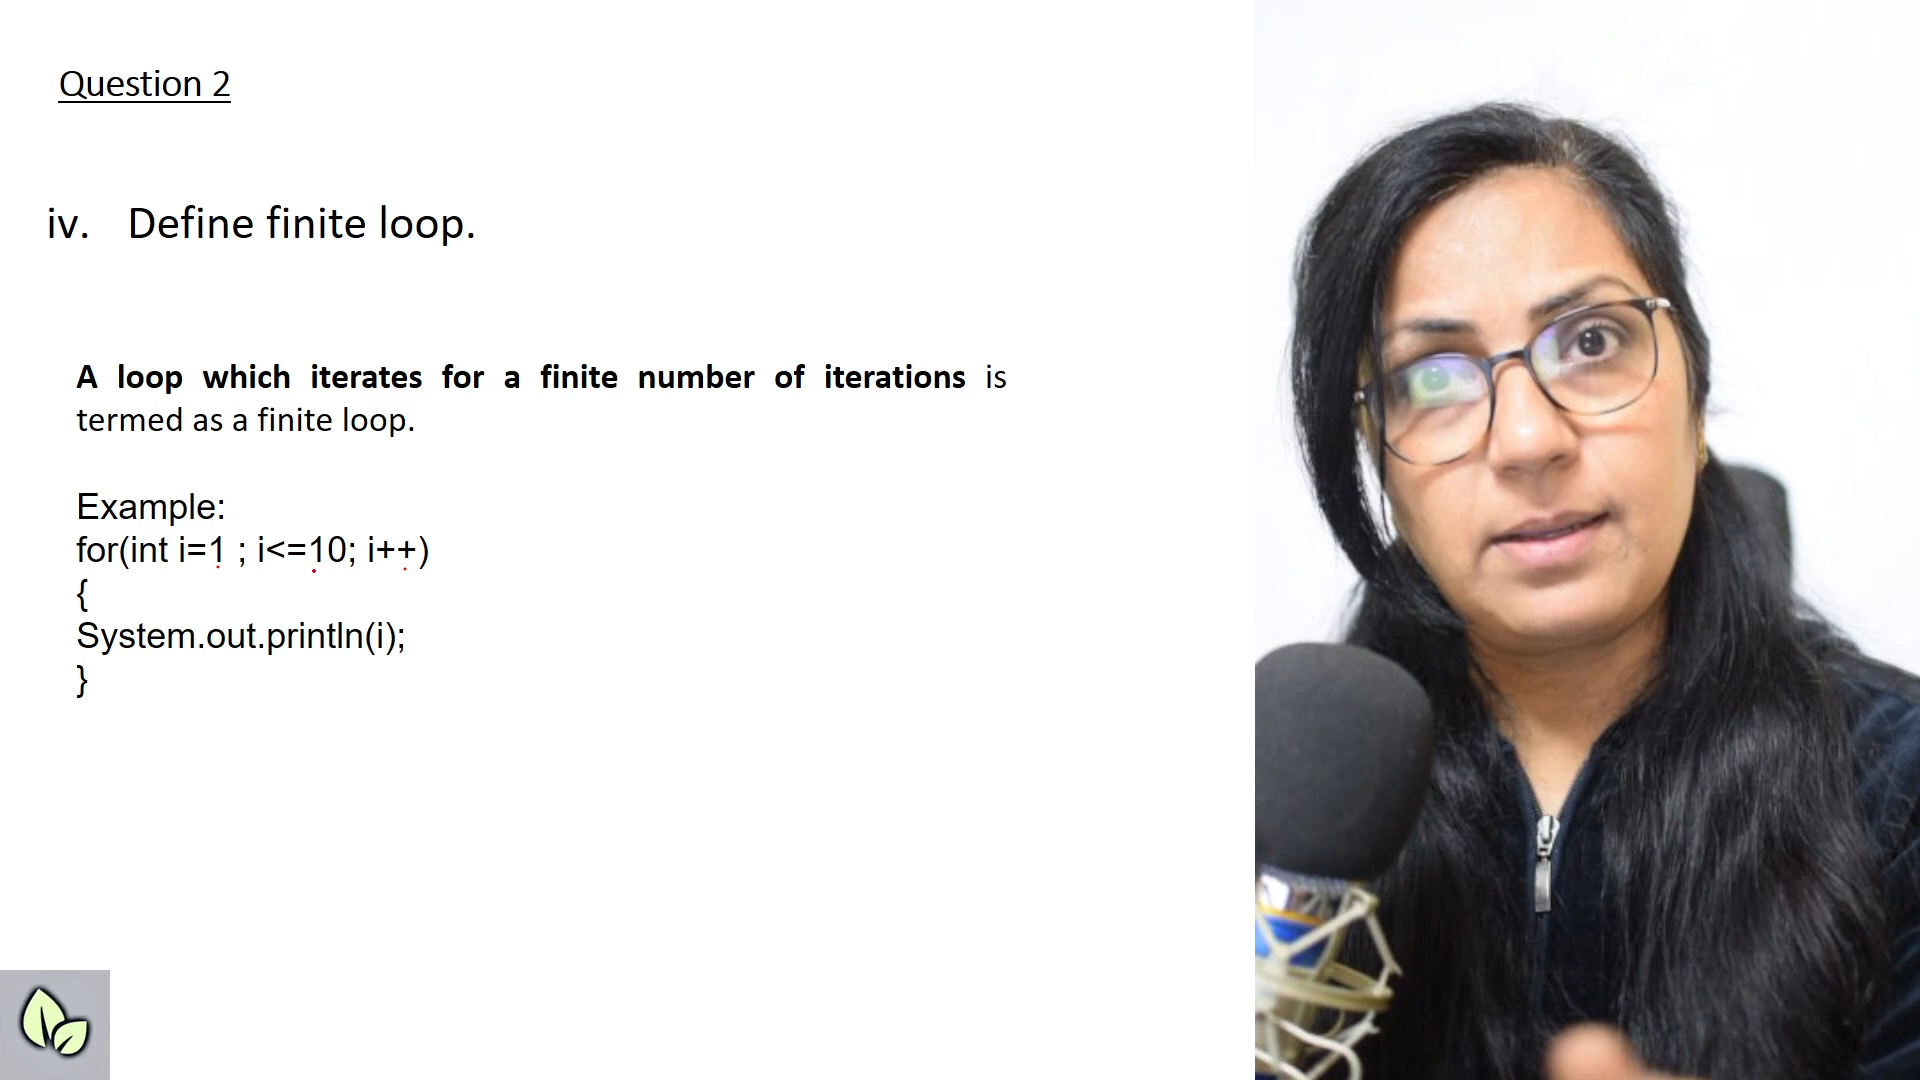 Question 2
iv. Define finite loop.
A loop which iterates for a finite number of iterations is
termed as a finite loop.
Example:
for(int i=1 ; i<=10; i++)
{
System.out.println(i);
}